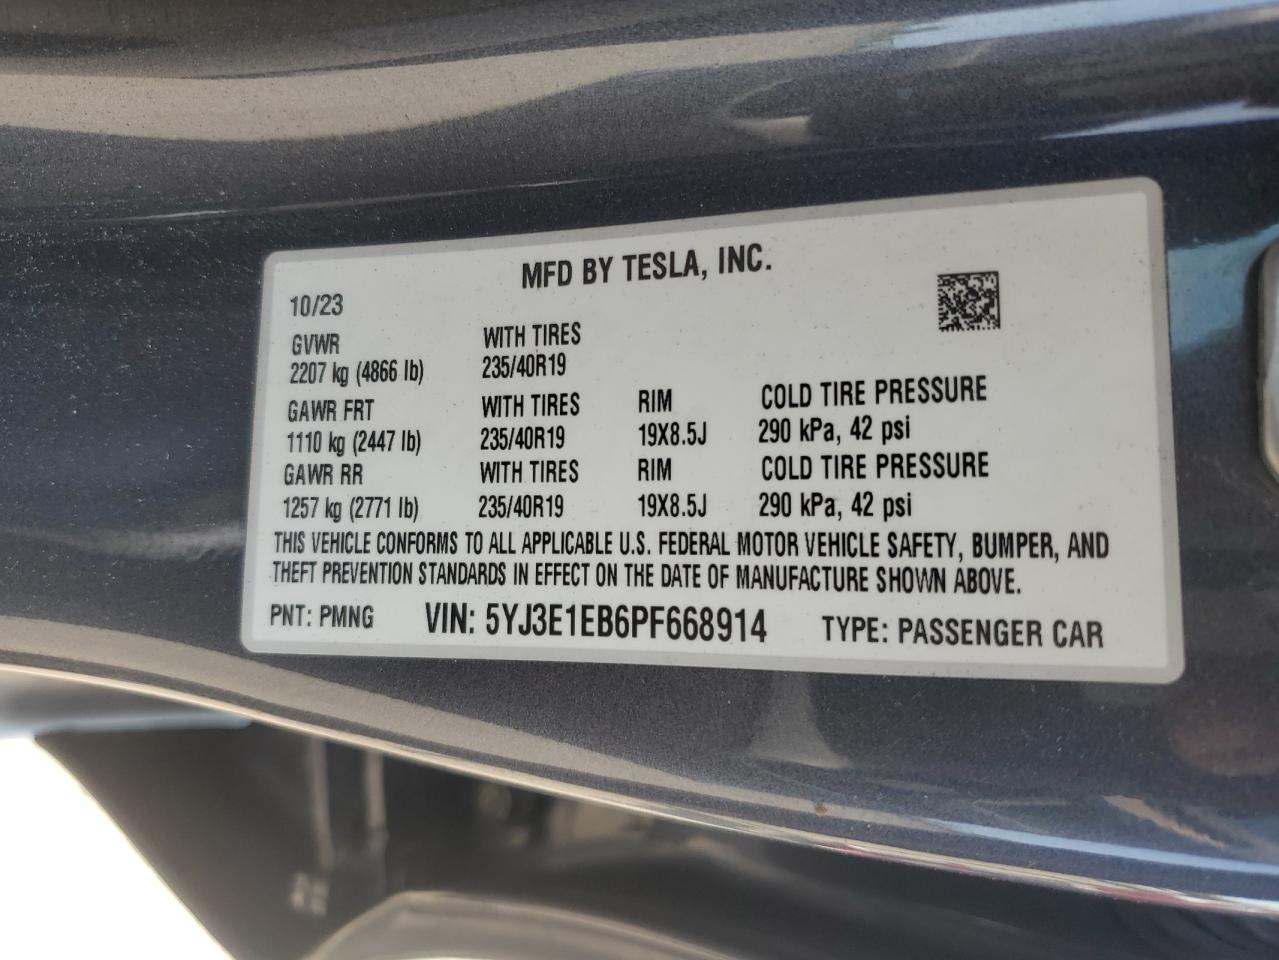 MFD BY TESLA, INC.
10/23
GVWR WITH TIRES
2207 kg (4866 lb) 235/40R19
GAWR FRT WITH TIRES RIM COLD TIRE PRESSURE
1110 kg (2447 lb) 235/40R19 19X8.5J 290 kPa, 42 psi
GAWR RR WITH TIRES RIM COLD TIRE PRESSURE
1257 kg (2771 lb) 235/40R19 19X8.5J 290 kPa, 42 psi
THIS VEHICLE CONFORMS TO ALL APPLICABLE U.S. FEDERAL MOTOR VEHICLE SAFETY, BUMPER, AND
THEFT PREVENTION STANDARDS IN EFFECT ON THE DATE OF MANUFACTURE SHOWN ABOVE.
PNT: PMNG VIN: 5YJ3E1EB6PF668914 TYPE: PASSENGER CAR